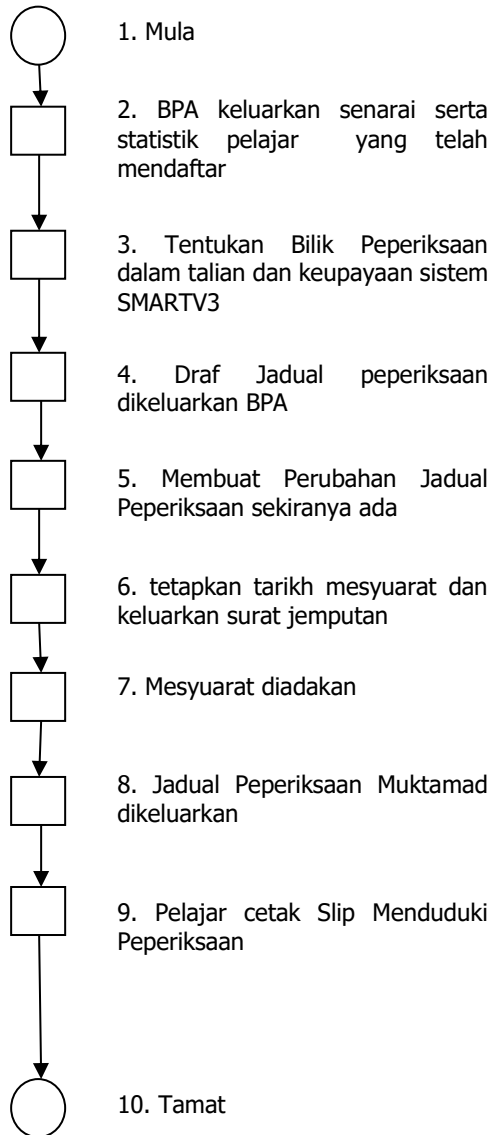 1. Mula
2. BPA keluarkan senarai serta
statistik pelajar yang telah
mendaftar
3. Tentukan Bilik Peperiksaan
dalam talian dan keupayaan sistem
SMARTV3
4. Draf Jadual peperiksaan
dikeluarkan BPA
5. Membuat Perubahan Jadual
Peperiksaan sekiranya ada
6. tetapkan tarikh mesyuarat dan
keluarkan surat jemputan
7. Mesyuarat diadakan
8. Jadual Peperiksaan Muktamad
dikeluarkan
9. Pelajar cetak Slip Menduduki
Peperiksaan
10. Tamat